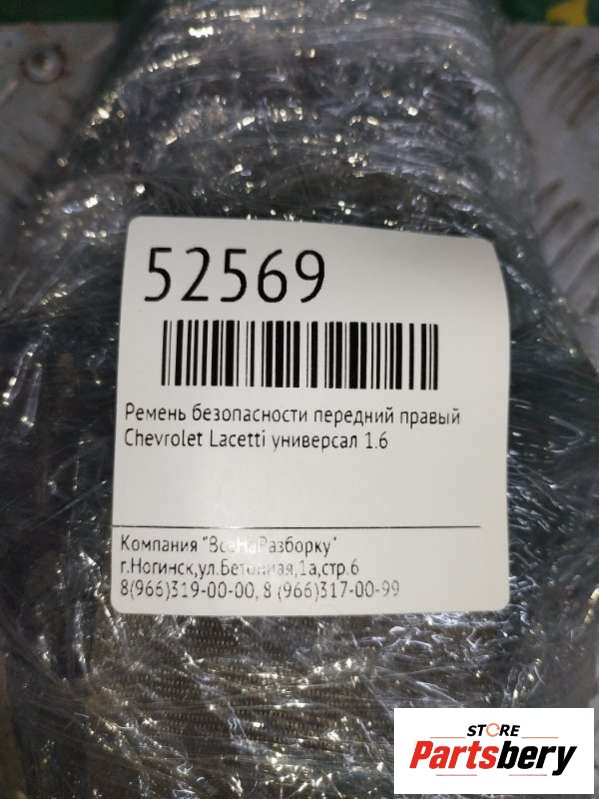 52569
Ремень безопасности передний правый
Chevrolet Lacetti универсал 1.6
Компания "ВсеНаРазборку"
г.Ногинск,ул.Бетонная,1а,стр.6
8(966)319-00-00, 8 (966)317-00-99
STORE
Partsbery